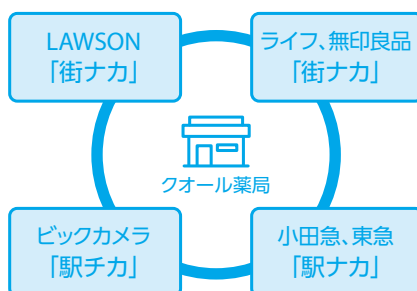 LAWSON
「街ナカ」
ライフ、無印良品
「街ナカ」
クオール薬局
ビックカメラ
「駅チカ」
小田急、東急
「駅ナカ」